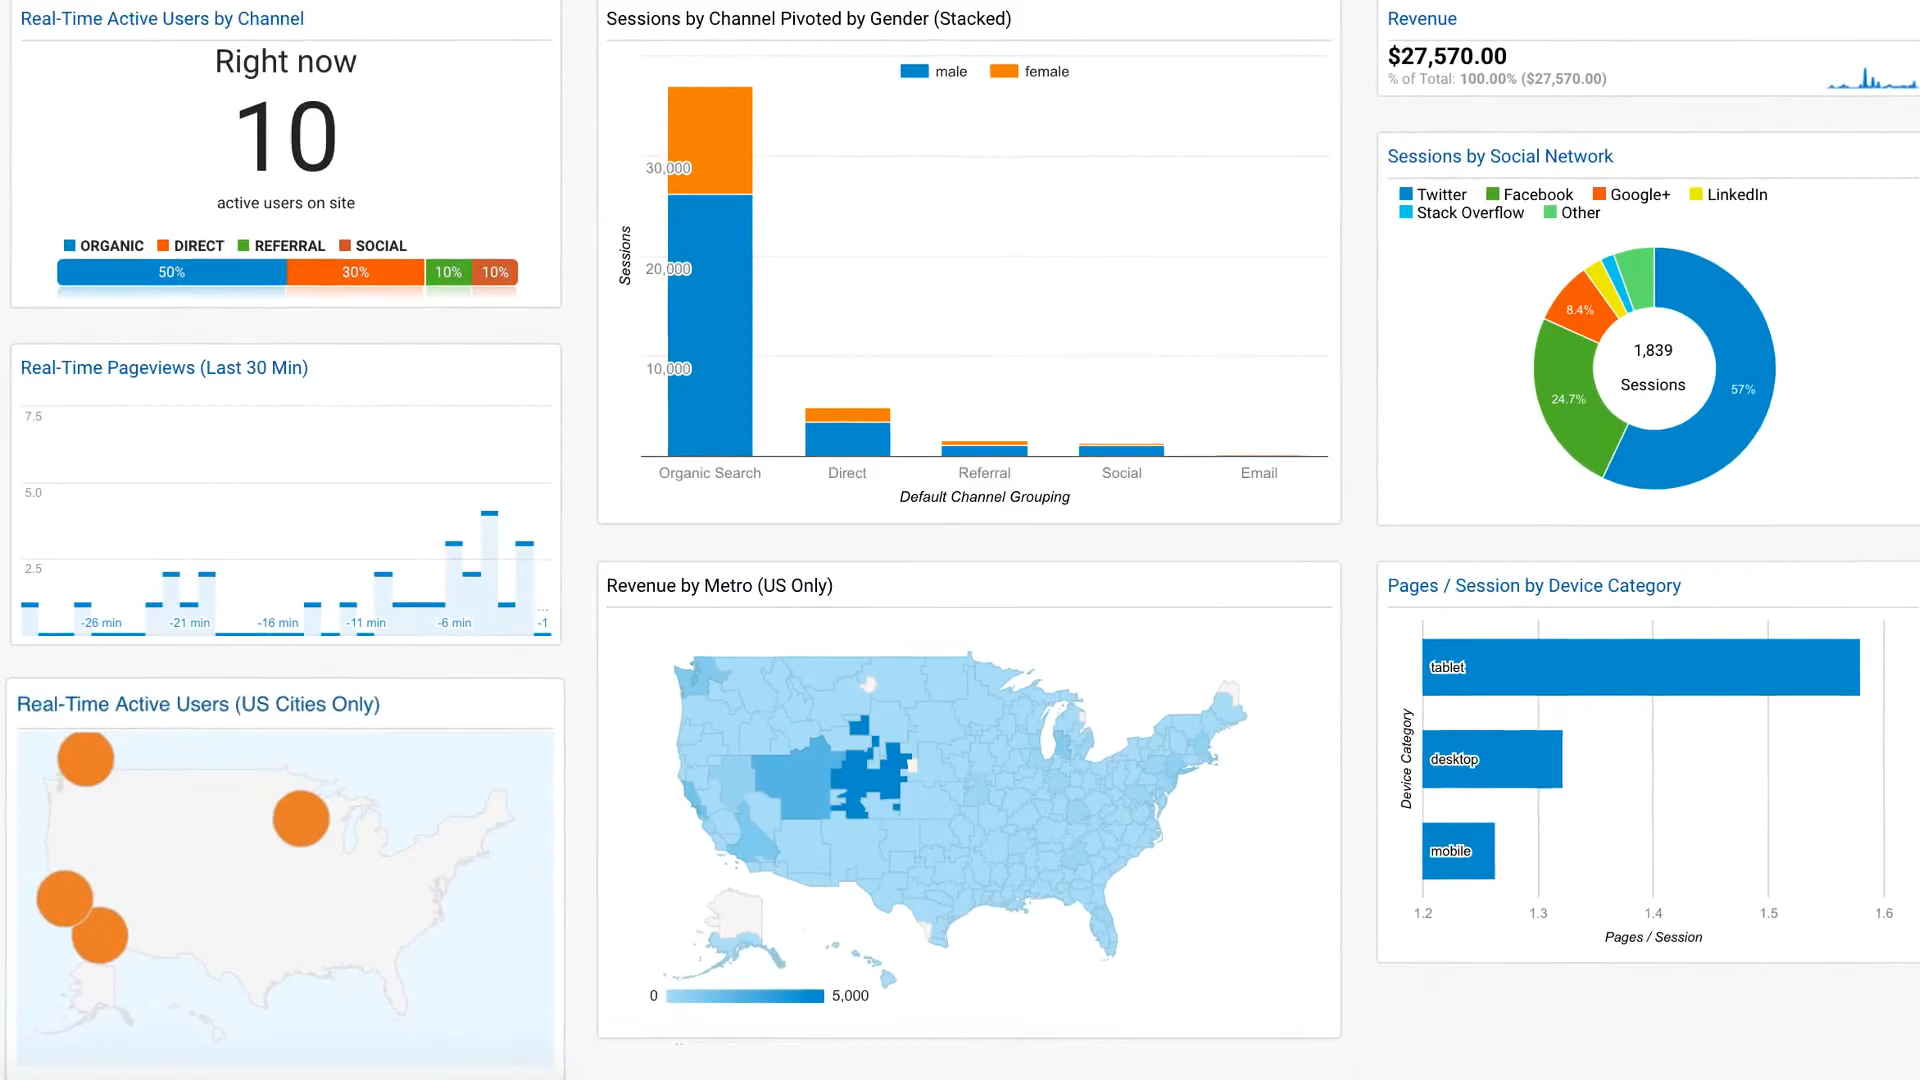 Real-Time Active Users by Channel
Right now
10
active users on site
ORGANIC DIRECT REFERRAL SOCIAL
50% 30% 10% 10%
Real-Time Pageviews (Last 30 Min)
7.5
5.0
2.5
...
-26 min -21 min -16 min -11 min -6 min -1
Real-Time Active Users (US Cities Only)
Sessions by Channel Pivoted by Gender (Stacked)
male female
30,000
20,000
10,000
Sessions
Organic Search Direct Referral Social Email
Default Channel Grouping
Revenue by Metro (US Only)
0 5,000
Revenue
$27,570.00
% of Total: 100.00% ($27,570.00)
Sessions by Social Network
Twitter Facebook Google+ LinkedIn
Stack Overflow Other
8.4%
1,839
Sessions
57%
24.7%
Pages / Session by Device Category
tablet
desktop
mobile
Device Category
1.2 1.3 1.4 1.5 1.6
Pages / Session